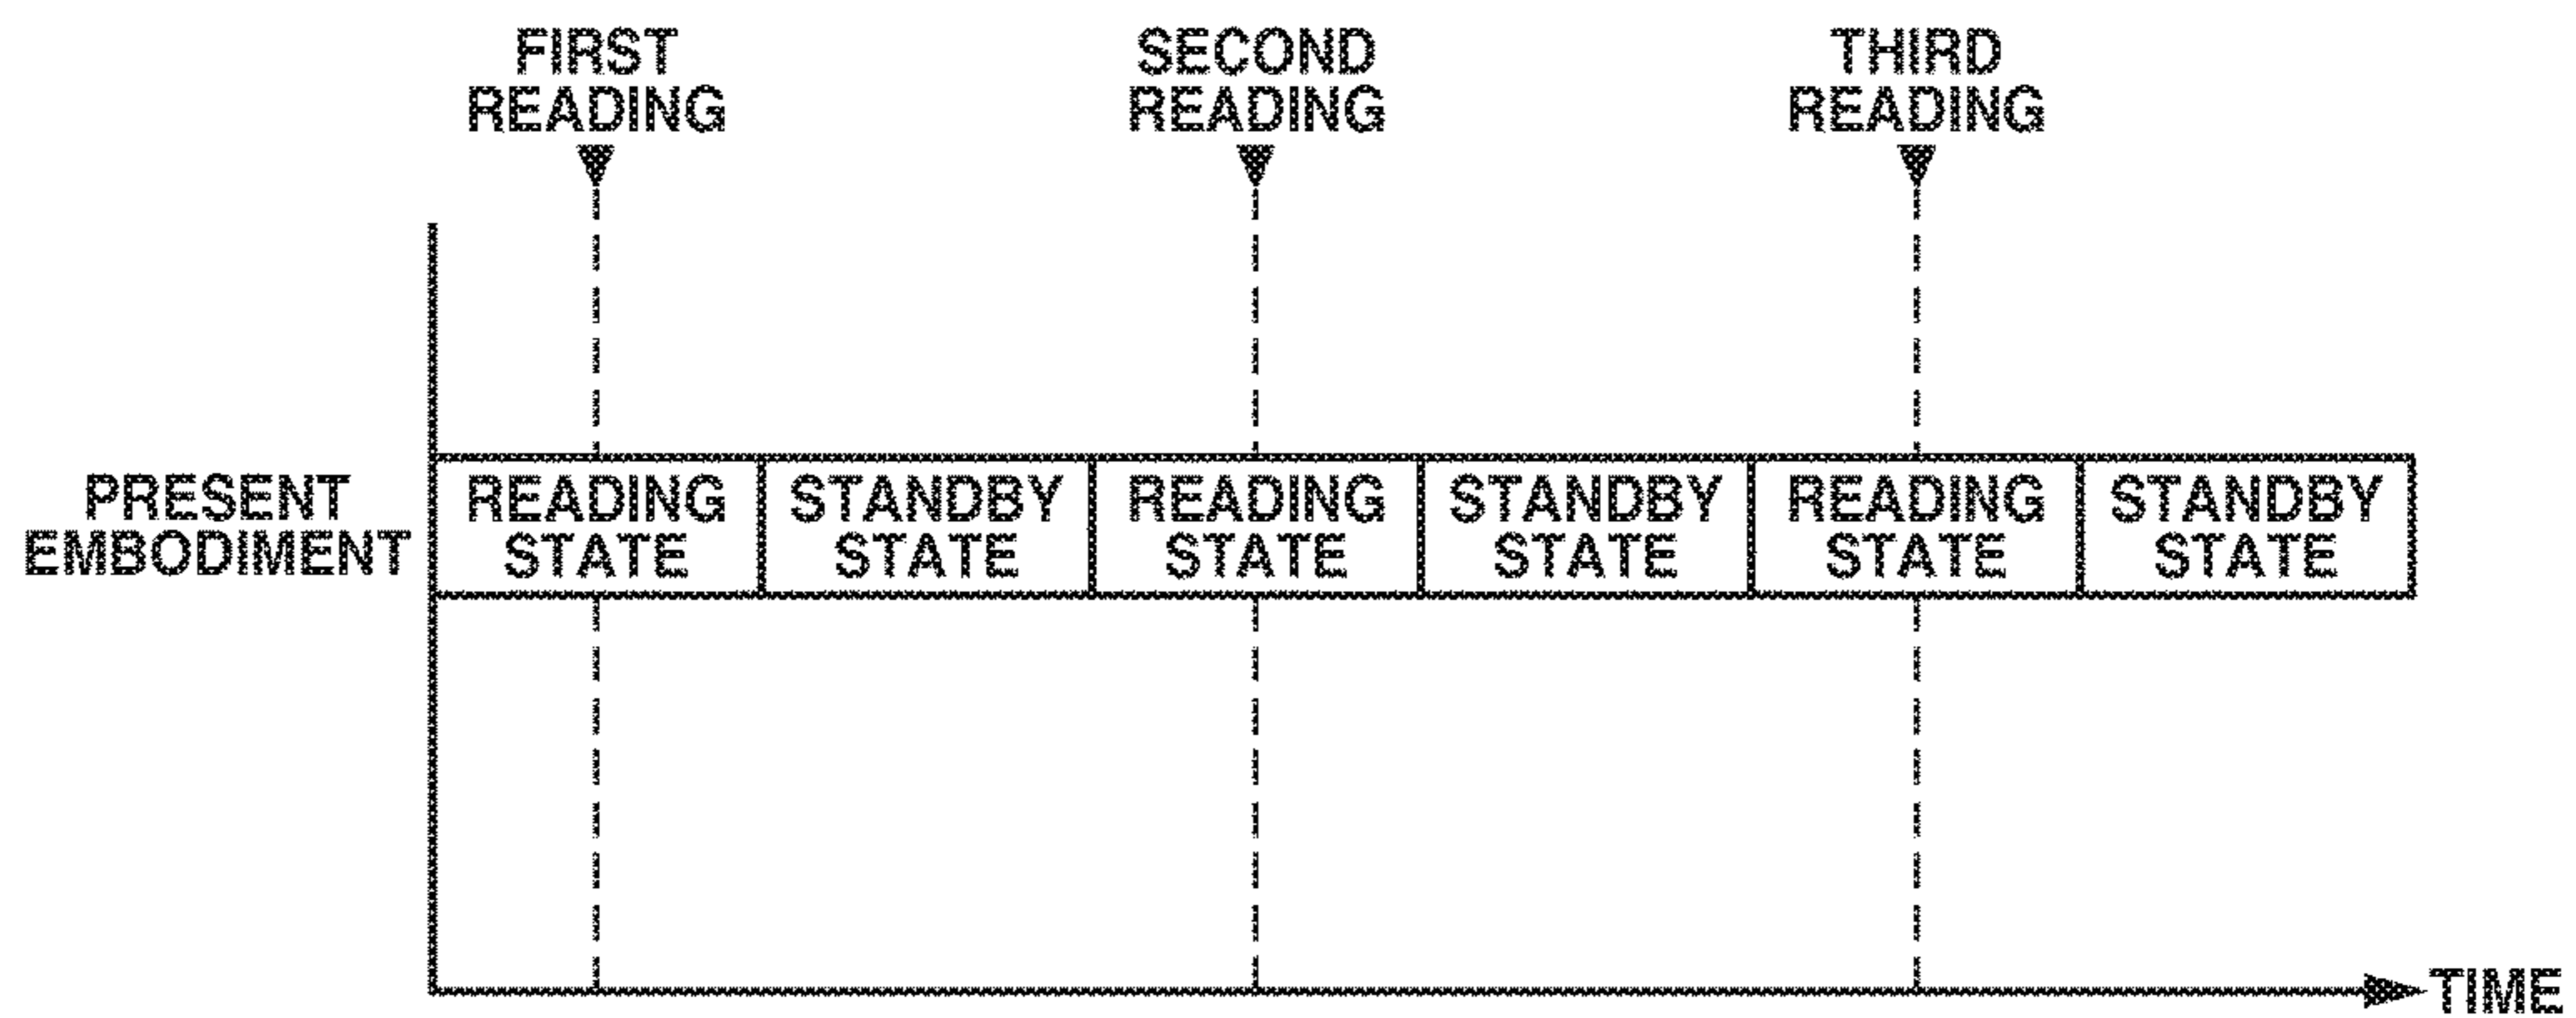 FIRST
READING
SECOND
READING
THIRD
READING
PRESENT
EMBODIMENT
READING
STATE
STANDBY
STATE
READING
STATE
STANDBY
STATE
READING
STATE
STANDBY
STATE
TIME